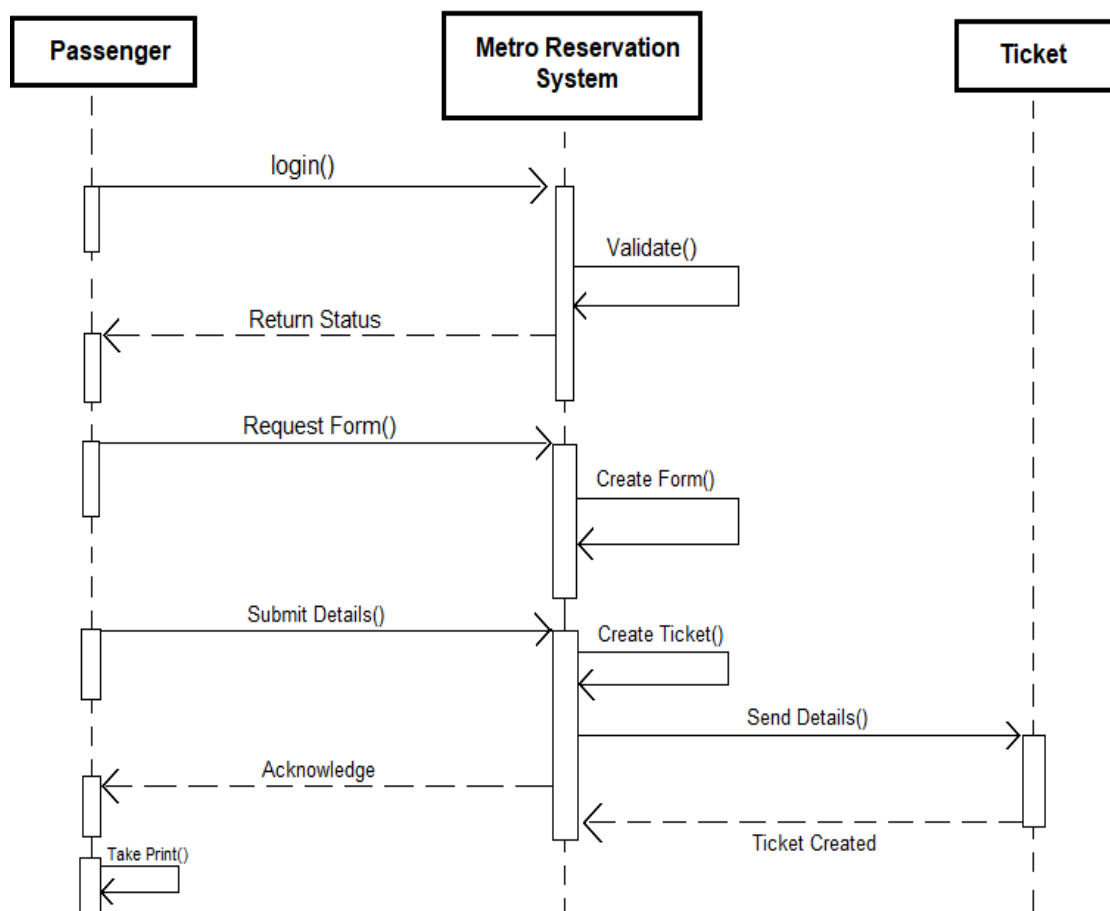 Passenger
Metro Reservation
System
Ticket
login()
Validate()
Return Status
Request Form()
Create Form()
Submit Details()
Create Ticket()
Send Details()
Acknowledge
Ticket Created
Take Print()